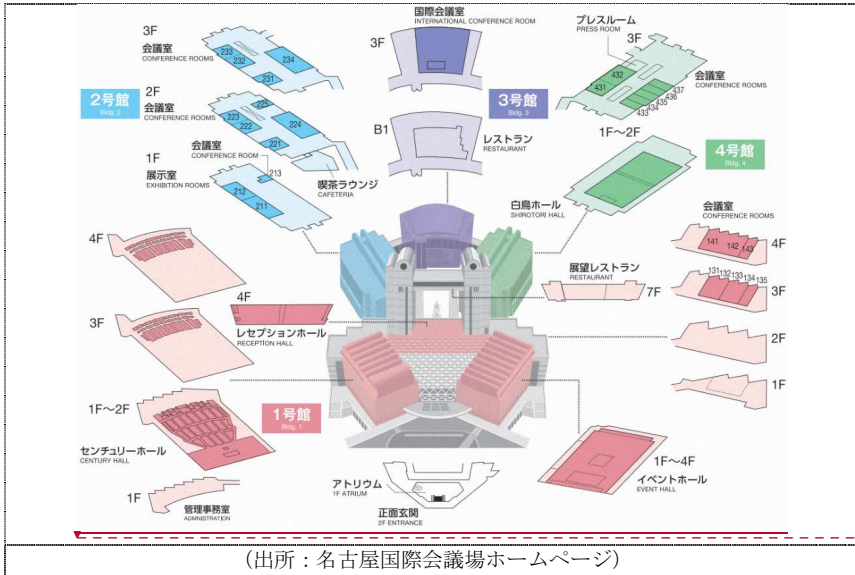 3F
会議室
CONFERENCE ROOMS
233
232
234
231
2号館
Bldg. 2
2F
会議室
CONFERENCE ROOMS
225
223
222
224
221
1F
展示室
EXHIBITION ROOMS
会議室
CONFERENCE ROOM
213
212
211
喫茶ラウンジ
CAFETERIA
国際会議室
INTERNATIONAL CONFERENCE ROOM
3F
3号館
Bldg. 3
B1
レストラン
RESTAURANT
プレスルーム
PRESS ROOM
3F
432
431
会議室
CONFERENCE ROOMS
437
436
435
434
433
1F~2F
4号館
Bldg. 4
白鳥ホール
SHIROTORI HALL
会議室
CONFERENCE ROOMS
141
142
143
4F
131
132
133
134
135
3F
2F
1F
展望レストラン
RESTAURANT
7F
4F
4F
レセプションホール
RECEPTION HALL
3F
1F~2F
1号館
Bldg. 1
センチュリーホール
CENTURY HALL
1F
管理事務室
ADMINISTRATION
アトリウム
1F ATRIUM
正面玄関
2F ENTRANCE
1F~4F
イベントホール
EVENT HALL
(出所:名古屋国際会議場ホームページ)